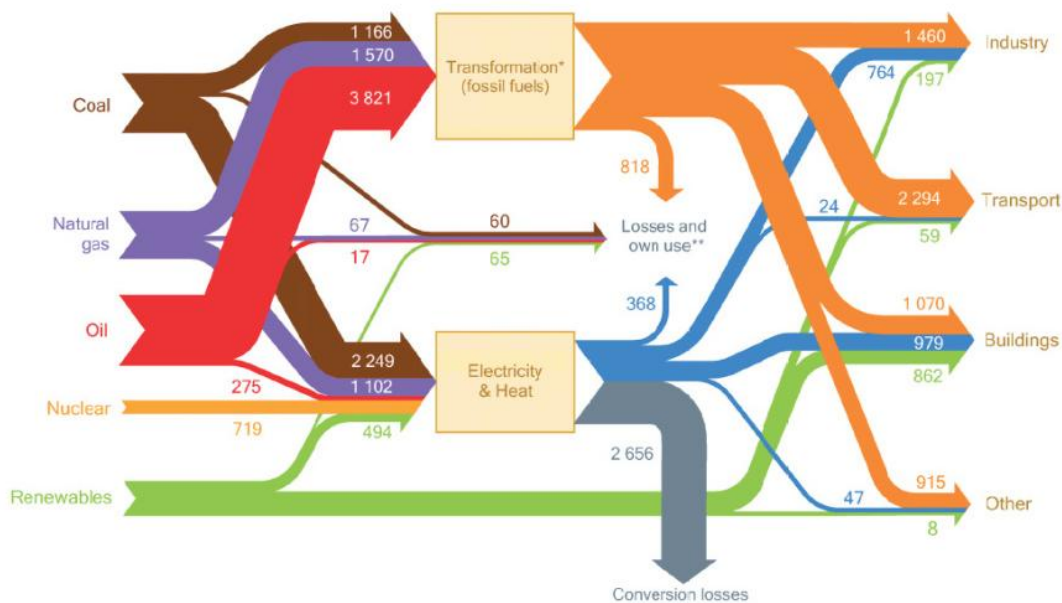 1 166
1 570
3 821
Transformation*
(fossil fuels)
1 460
764
197
Industry
Coal
818
2 294
24
59
Transport
Natural
gas
67
17
60
65
Losses and
own use**
368
Oil
1 070
979
862
Buildings
2 249
1 102
275
Electricity
& Heat
Nuclear
719
494
2 656
Renewables
915
47
8
Other
Conversion losses